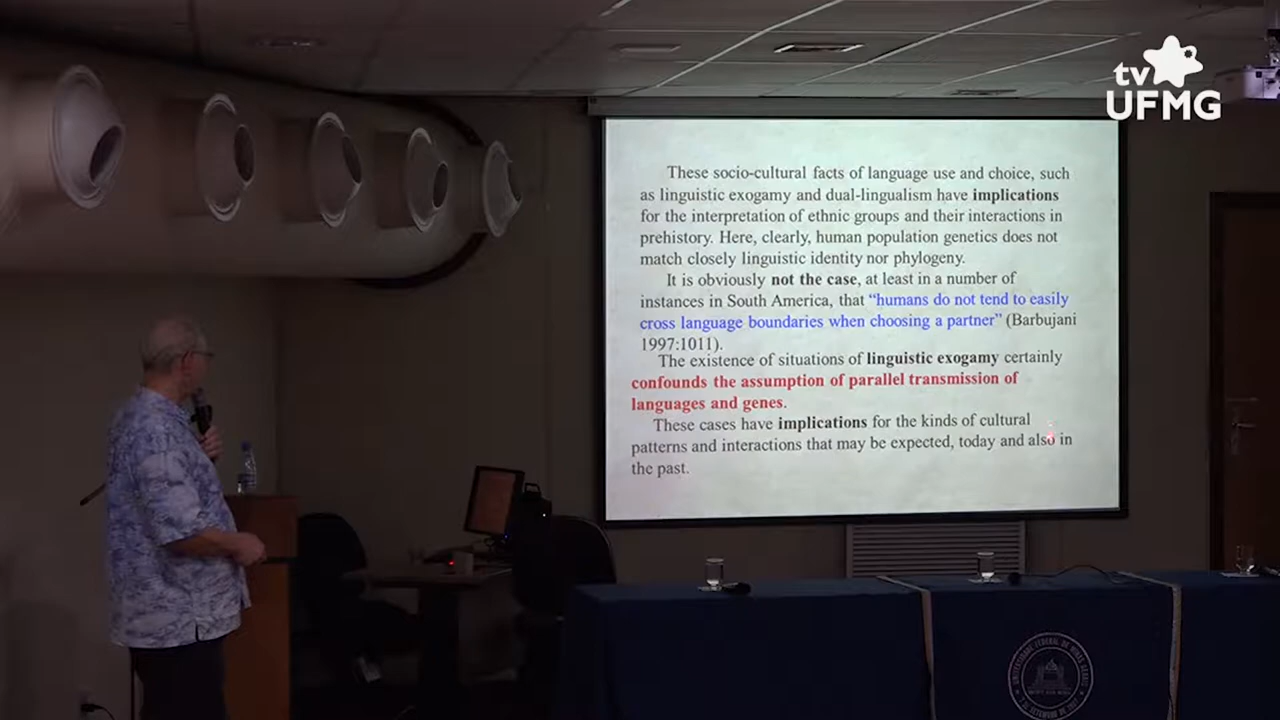 tv
UFMG
These socio-cultural facts of language use and choice, such
as linguistic exogamy and dual-lingualism have implications
for the interpretation of ethnic groups and their interactions in
prehistory. Here, clearly, human population genetics does not
match closely linguistic identity nor phylogeny.
It is obviously not the case, at least in a number of
instances in South America, that “humans do not tend to easily
cross language boundaries when choosing a partner” (Barbujani
1997:1011).
The existence of situations of linguistic exogamy certainly
confounds the assumption of parallel transmission of
languages and genes.
These cases have implications for the kinds of cultural
patterns and interactions that may be expected, today and also in
the past.
UNIVERSIDADE FEDERAL DE MINAS GERAIS